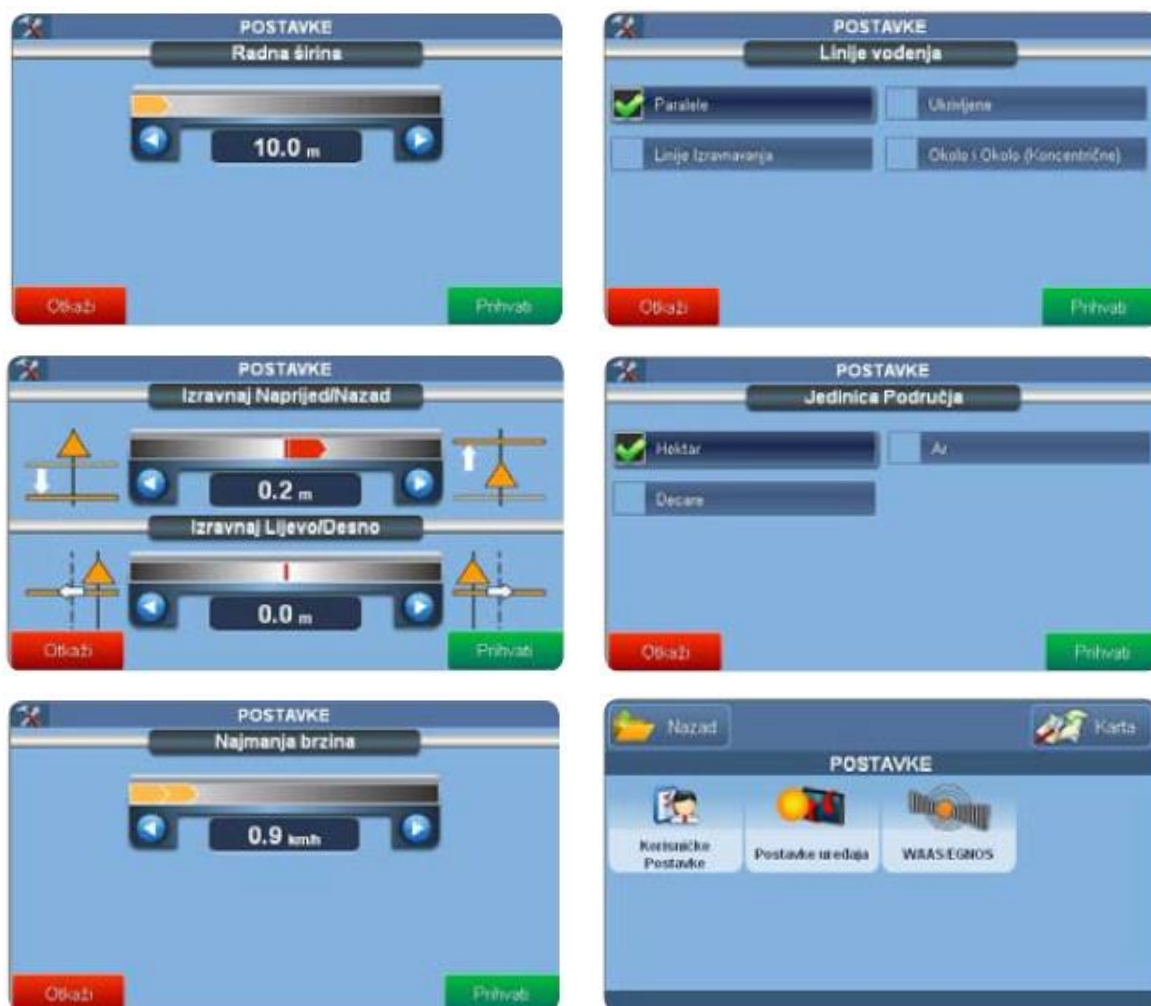 POSTAVKE
Radna širina
10.0 m
Otkaži
Prihvati
POSTAVKE
Linije vođenja
Paralele
Ukrivljene
Linije Izravnavanja
Okolo i Okolo (Koncentrične)
Otkaži
Prihvati
POSTAVKE
Izravnaj Naprijed/Nazad
0.2 m
Izravnaj Lijevo/Desno
0.0 m
Otkaži
Prihvati
POSTAVKE
Jedinica Područja
Hektar
Ar
Decare
Otkaži
Prihvati
POSTAVKE
Najmanja brzina
0.9 km/h
Otkaži
Prihvati
Nazad
Karta
POSTAVKE
Korisničke
Postavke
Postavke uređaja
WAAS/EGNOS